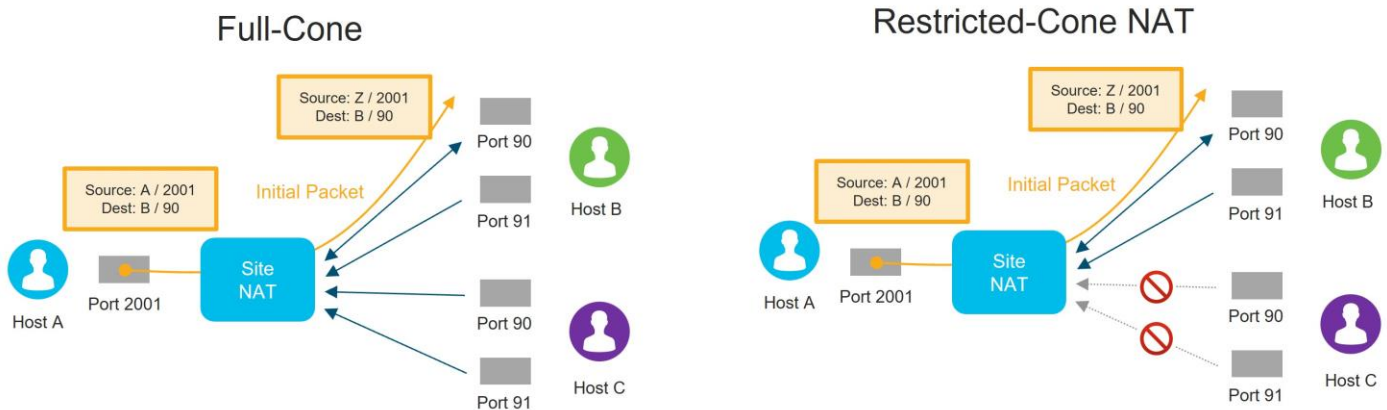 Full-Cone
Source: Z / 2001
Dest: B / 90
Port 90
Source: A / 2001
Dest: B / 90
Initial Packet
Port 91
Host B
Site
NAT
Port 2001
Host A
Port 90
Host C
Port 91
Restricted-Cone NAT
Source: Z / 2001
Dest: B / 90
Port 90
Source: A / 2001
Dest: B / 90
Initial Packet
Port 91
Host B
Site
NAT
Port 2001
Host A
Port 90
Host C
Port 91